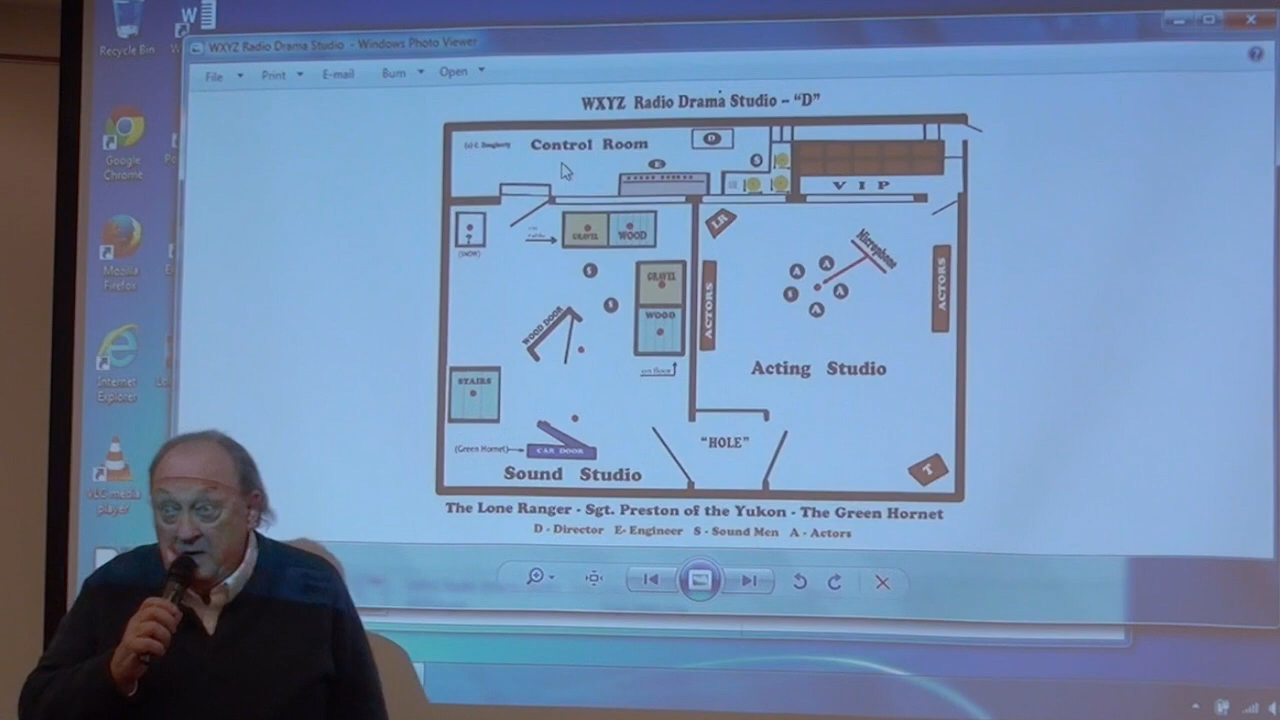 Recycle Bin
W
WXYZ Radio Drama Studio - Windows Photo Viewer
File Print E-mail Burn Open
WXYZ Radio Drama Studio - "D"
(c) C. Dougherty
Control Room
D
E
S
VIP
(SNOW)
GRAVEL
WOOD
LR
Microphone
A
A
S
S
A
A
A
GRAVEL
WOOD
ACTORS
ACTORS
WOOD DOOR
on floor
Acting Studio
STAIRS
"HOLE"
(Green Hornet)
CAR DOOR
Sound Studio
T
The Lone Ranger - Sgt. Preston of the Yukon - The Green Hornet
D - Director E- Engineer S - Sound Men A - Actors
Google
Chrome
Mozilla
Firefox
Internet
Explorer
VLC media
player